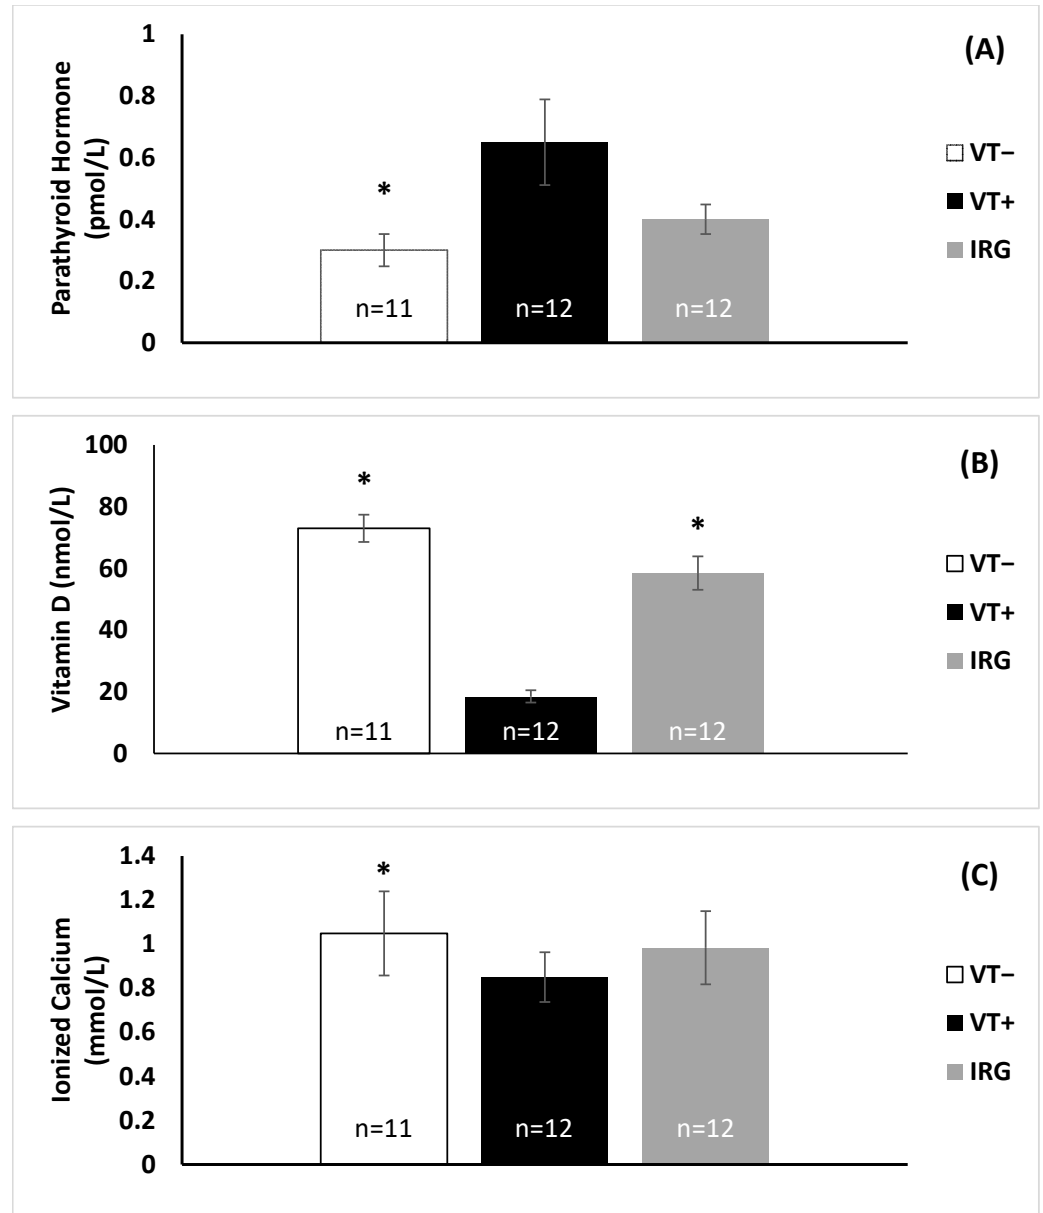 (A)
Parathyroid Hormone
(pmol/L)
1
0.8
0.6
0.4
0.2
0
*
n=11
n=12
n=12
VT−
VT+
IRG
(B)
Vitamin D (nmol/L)
100
80
60
40
20
0
*
*
n=11
n=12
n=12
VT−
VT+
IRG
(C)
Ionized Calcium
(mmol/L)
1.4
1.2
1
0.8
0.6
0.4
0.2
0
*
n=11
n=12
n=12
VT−
VT+
IRG